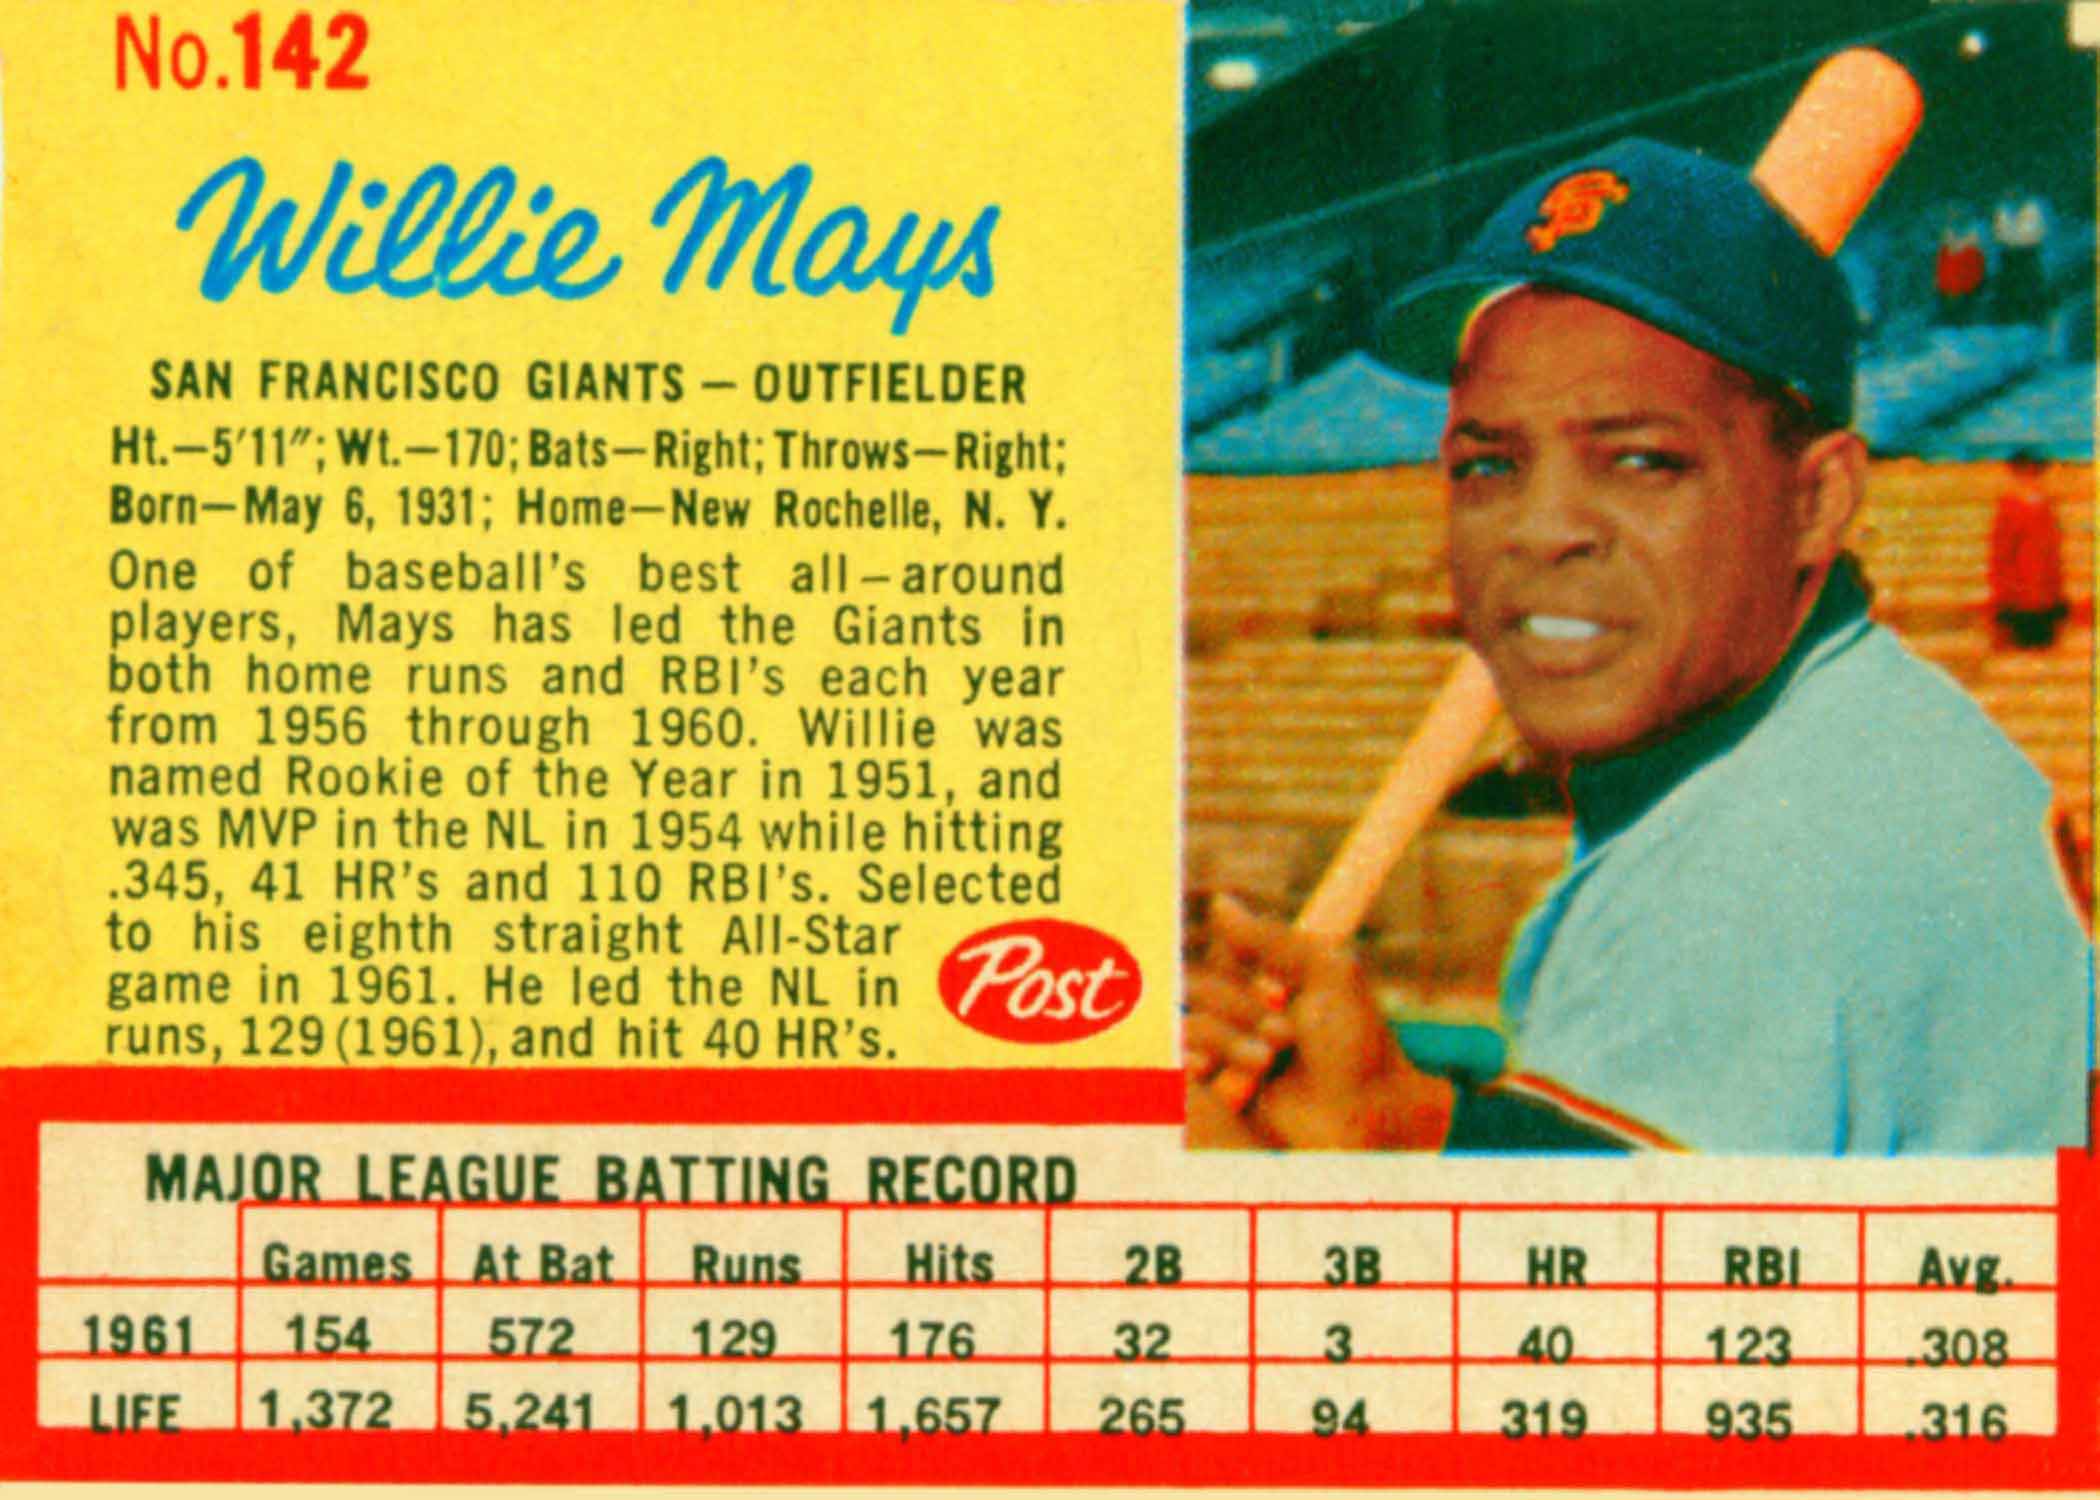 No.142
Willie Mays
SAN FRANCISCO GIANTS – OUTFIELDER
Ht.—5'11"; Wt.—170; Bats—Right; Throws—Right;
Born—May 6, 1931; Home—New Rochelle, N. Y.
One of baseball's best all–around
players, Mays has led the Giants in
both home runs and RBI's each year
from 1956 through 1960. Willie was
named Rookie of the Year in 1951, and
was MVP in the NL in 1954 while hitting
.345, 41 HR's and 110 RBI's. Selected
to his eighth straight All-Star
game in 1961. He led the NL in
runs, 129 (1961), and hit 40 HR's.
Post
SF
MAJOR LEAGUE BATTING RECORD
Games At Bat Runs Hits 2B 3B HR RBI Avg.
1961 154 572 129 176 32 3 40 123 .308
LIFE 1,372 5,241 1,013 1,657 265 94 319 935 .316